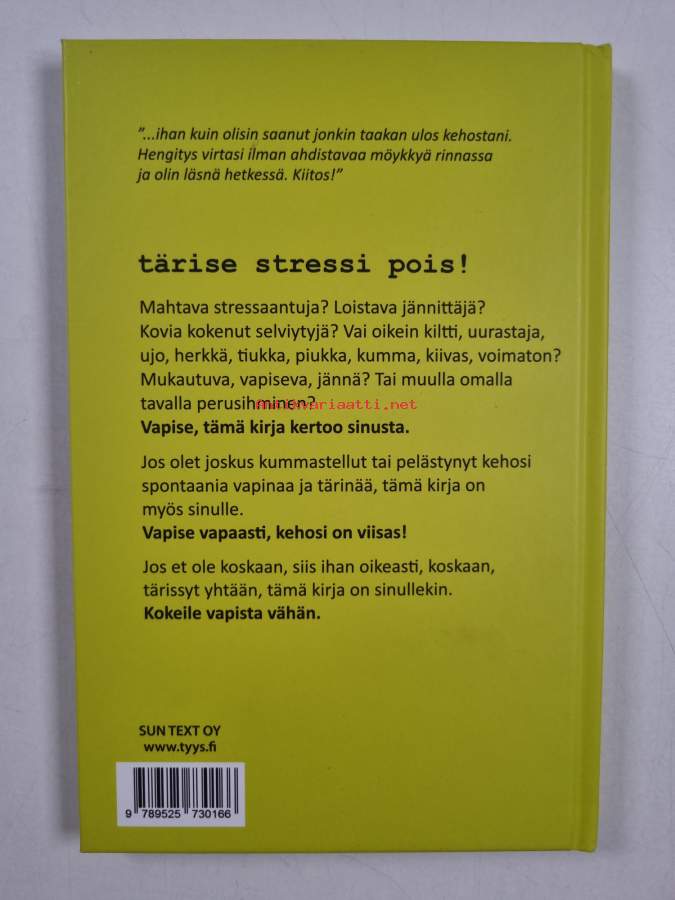 "...ihan kuin olisin saanut jonkin taakan ulos kehostani.
Hengitys virtasi ilman ahdistavaa möykkyä rinnassa
ja olin läsnä hetkessä. Kiitos!"
tärise stressi pois!
Mahtava stressaantuja? Loistava jännittäjä?
Kovia kokenut selviytyjä? Vai oikein kiltti, uurastaja,
ujo, herkkä, tiukka, piukka, kumma, kiivas, voimaton?
Mukautuva, vapiseva, jännä? Tai muulla omalla
tavalla perusihminen?
antikvariaatti.net
Vapise, tämä kirja kertoo sinusta.
Jos olet joskus kummastellut tai pelästynyt kehosi
spontaania vapinaa ja tärinää, tämä kirja on
myös sinulle.
Vapise vapaasti, kehosi on viisas!
Jos et ole koskaan, siis ihan oikeasti, koskaan,
tärissyt yhtään, tämä kirja on sinullekin.
Kokeile vapista vähän.
SUN TEXT OY
www.tyys.fi
9 789525 730166